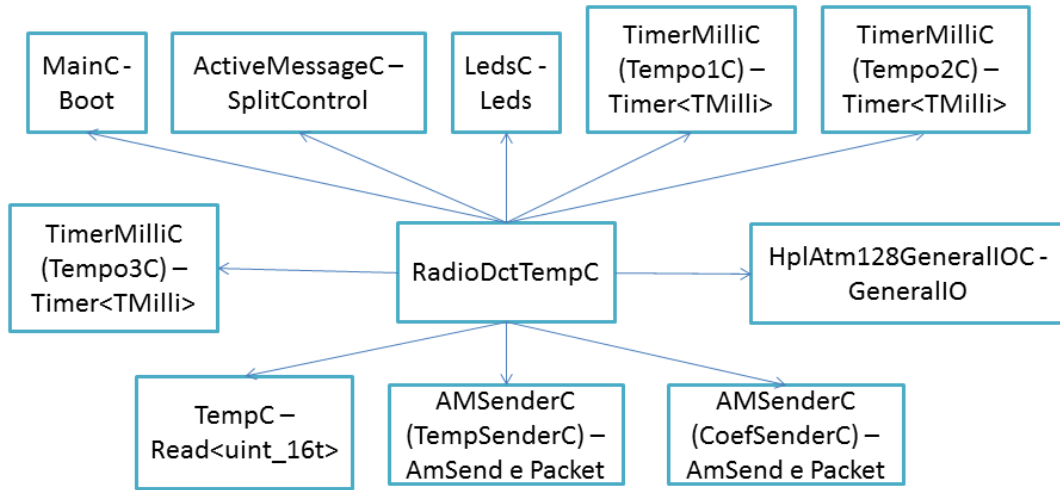 MainC -
Boot
ActiveMessageC –
SplitControl
LedsC -
Leds
TimerMilliC
(Tempo1C) –
Timer<TMilli>
TimerMilliC
(Tempo2C) –
Timer<TMilli>
TimerMilliC
(Tempo3C) –
Timer<TMilli>
RadioDctTempC
HplAtm128GeneralIOC -
GeneralIO
TempC –
Read<uint_16t>
AMSenderC
(TempSenderC) –
AmSend e Packet
AMSenderC
(CoefSenderC) –
AmSend e Packet